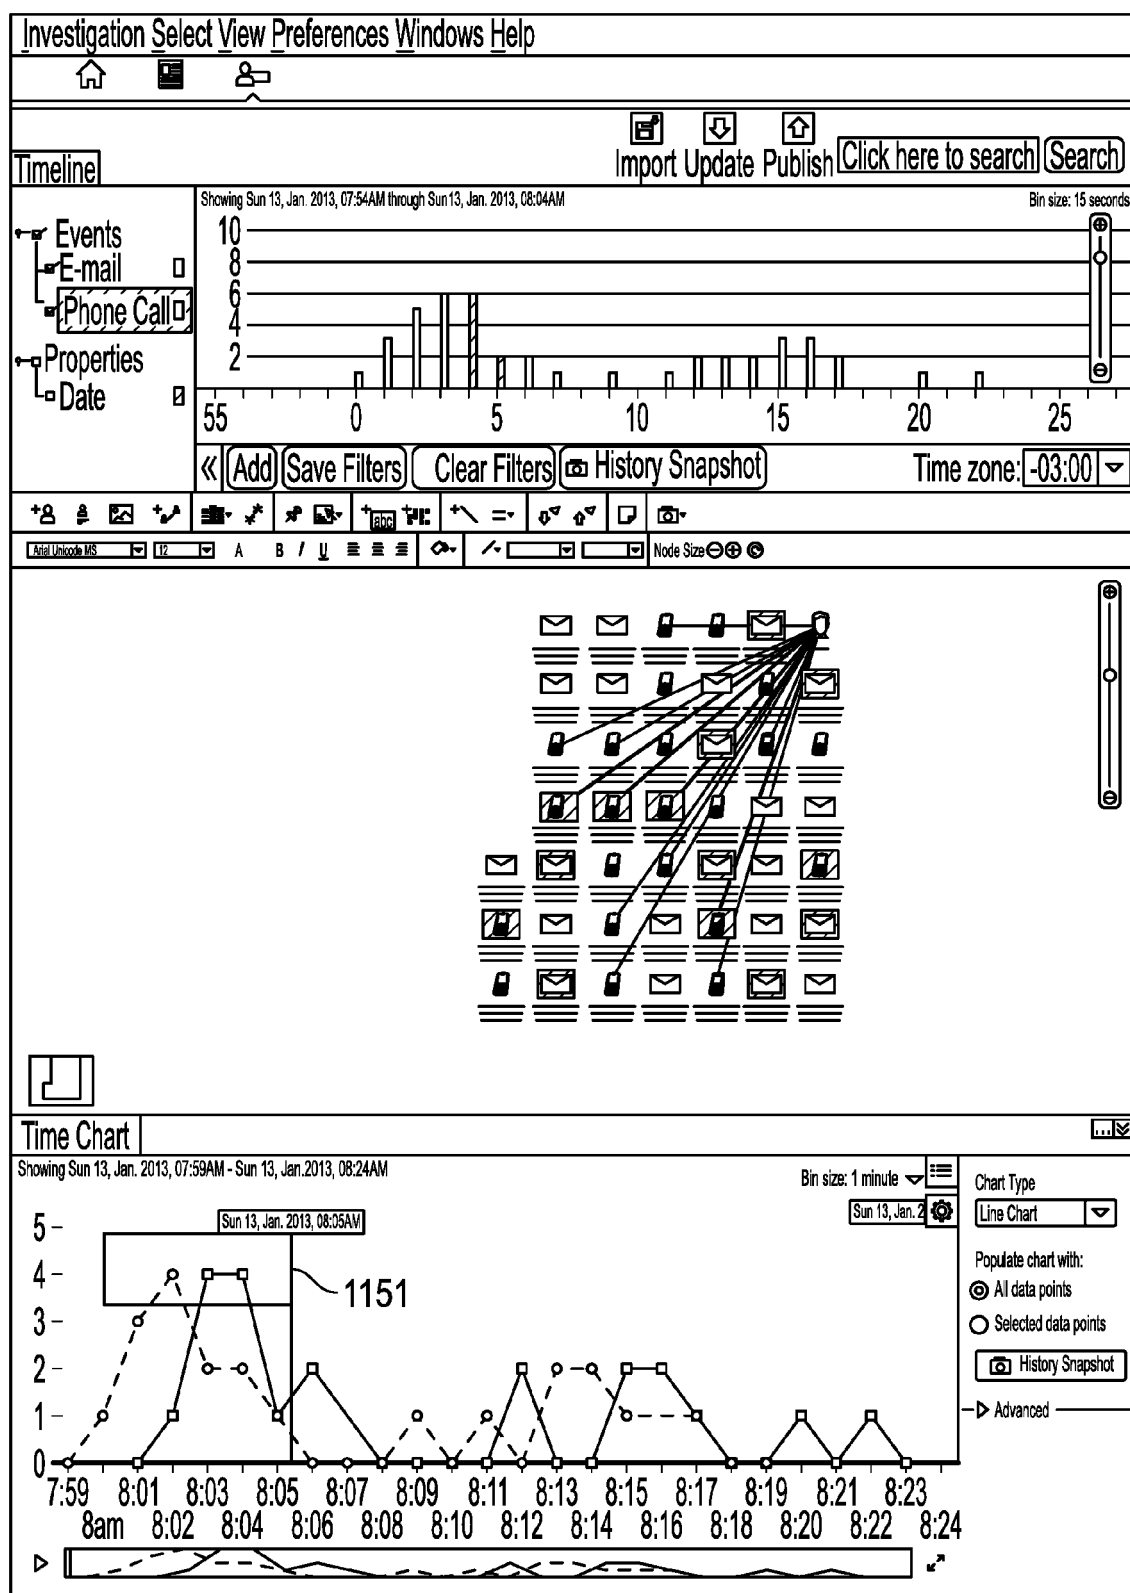 Investigation Select View Preferences Windows Help
Import Update Publish Click here to search Search
Timeline
Showing Sun 13, Jan. 2013, 07:54AM through Sun13, Jan. 2013, 08:04AM Bin size: 15 seconds
Events
E-mail
Phone Call
Properties
Date
10
8
6
4
2
55 0 5 10 15 20 25
« Add Save Filters Clear Filters History Snapshot Time zone: -03:00
abc
Arial Unicode MS 12 A B I U Node Size
Time Chart
Showing Sun 13, Jan. 2013, 07:59AM - Sun 13, Jan.2013, 08:24AM
Bin size: 1 minute
Sun 13, Jan. 2
Sun 13, Jan. 2013, 08:05AM
1151
5
4
3
2
1
0
7:59 8:01 8:03 8:05 8:07 8:09 8:11 8:13 8:15 8:17 8:19 8:21 8:23
8am 8:02 8:04 8:06 8:08 8:10 8:12 8:14 8:16 8:18 8:20 8:22 8:24
Chart Type
Line Chart
Populate chart with:
All data points
Selected data points
History Snapshot
Advanced